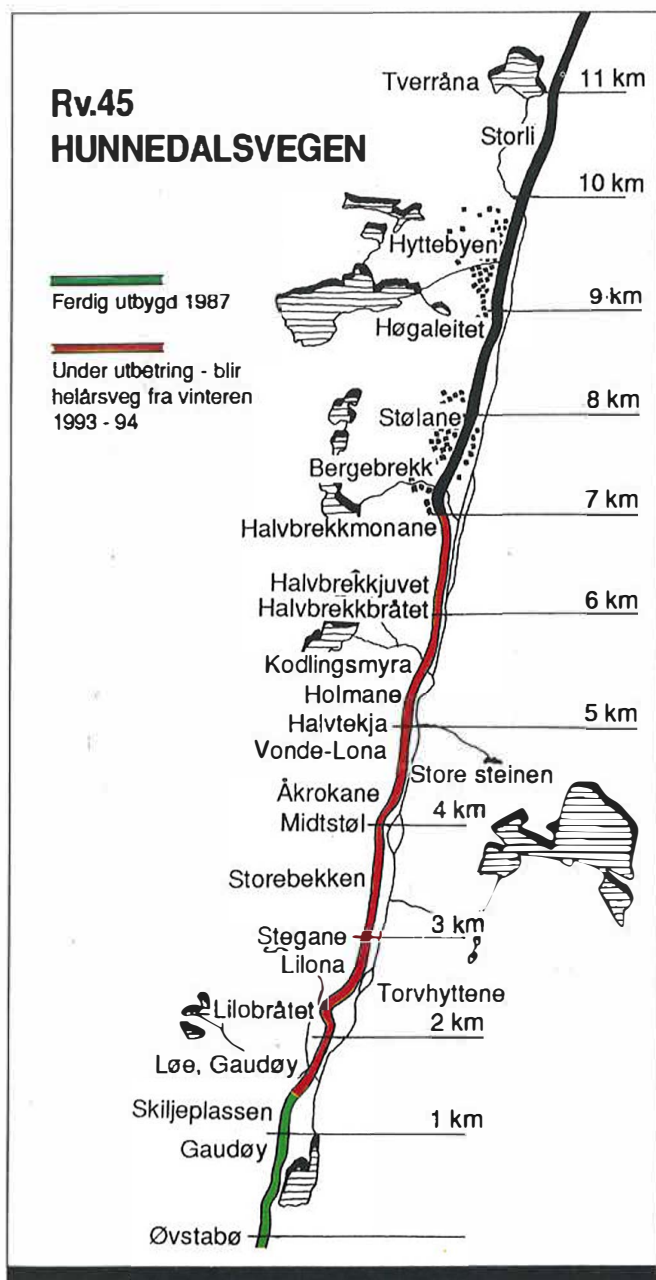 Rv.45
HUNNEDALSVEGEN
Ferdig utbygd 1987
Under utbetring - blir
helårsveg fra vinteren
1993 - 94
Tverråna
11 km
Storli
10 km
Hyttebyen
9 km
Høgaleitet
8 km
Stølane
Bergebrekk
7 km
Halvbrekkmonane
Halvbrekkjuvet
Halvbrekkbråtet
6 km
Kodlingsmyra
Holmane
Halvtekja
5 km
Vonde-Lona
Store steinen
Åkrokane
Midtstøl
4 km
Storebekken
Stegane
3 km
Lilona
Torvhyttene
Lilobråtet
2 km
Løe, Gaudøy
Skiljeplassen
1 km
Gaudøy
Øvstabø